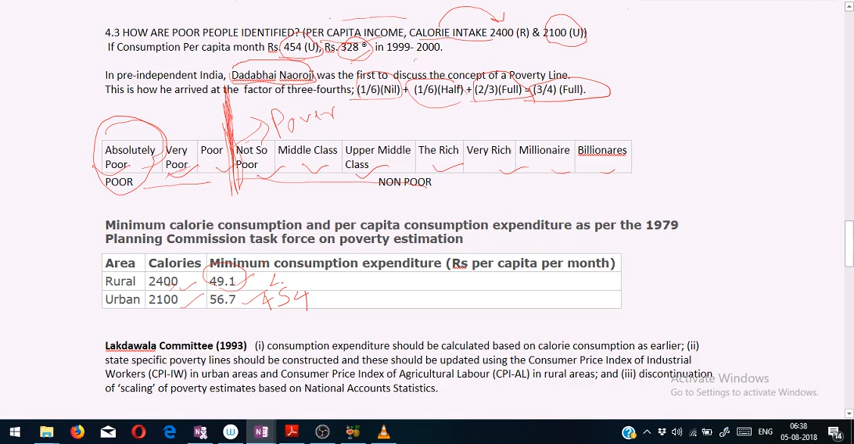 4.3 HOW ARE POOR PEOPLE IDENTIFIED? (PER CAPITA INCOME, CALORIE INTAKE 2400 (R) & 2100 (U))
If Consumption Per capita month Rs. 454 (U), Rs. 328 ® in 1999- 2000.
In pre-independent India, Dadabhai Naoroji was the first to discuss the concept of a Poverty Line.
This is how he arrived at the factor of three-fourths; (1/6)(Nil)+ (1/6)(Half)+(2/3)(Full) = (3/4) (Full).
Pover
Absolutely Poor Very Poor Poor Not So Poor Middle Class Upper Middle Class The Rich Very Rich Millionaire Billionares
POOR NON-POOR
Minimum calorie consumption and per capita consumption expenditure as per the 1979
Planning Commission task force on poverty estimation
Area Calories Minimum consumption expenditure (Rs per capita per month)
Rural 2400 49.1
Urban 2100 56.7 454
Lakdawala Committee (1993) (i) consumption expenditure should be calculated based on calorie consumption as earlier; (ii)
state specific poverty lines should be constructed and these should be updated using the Consumer Price Index of Industrial
Workers (CPI-IW) in urban areas and Consumer Price Index of Agricultural Labour (CPI-AL) in rural areas; and (iii) discontinuation
of 'scaling' of poverty estimates based on National Accounts Statistics.
Activate Windows
Go to Settings to activate Windows.
ENG
06:38
05-08-2018
14